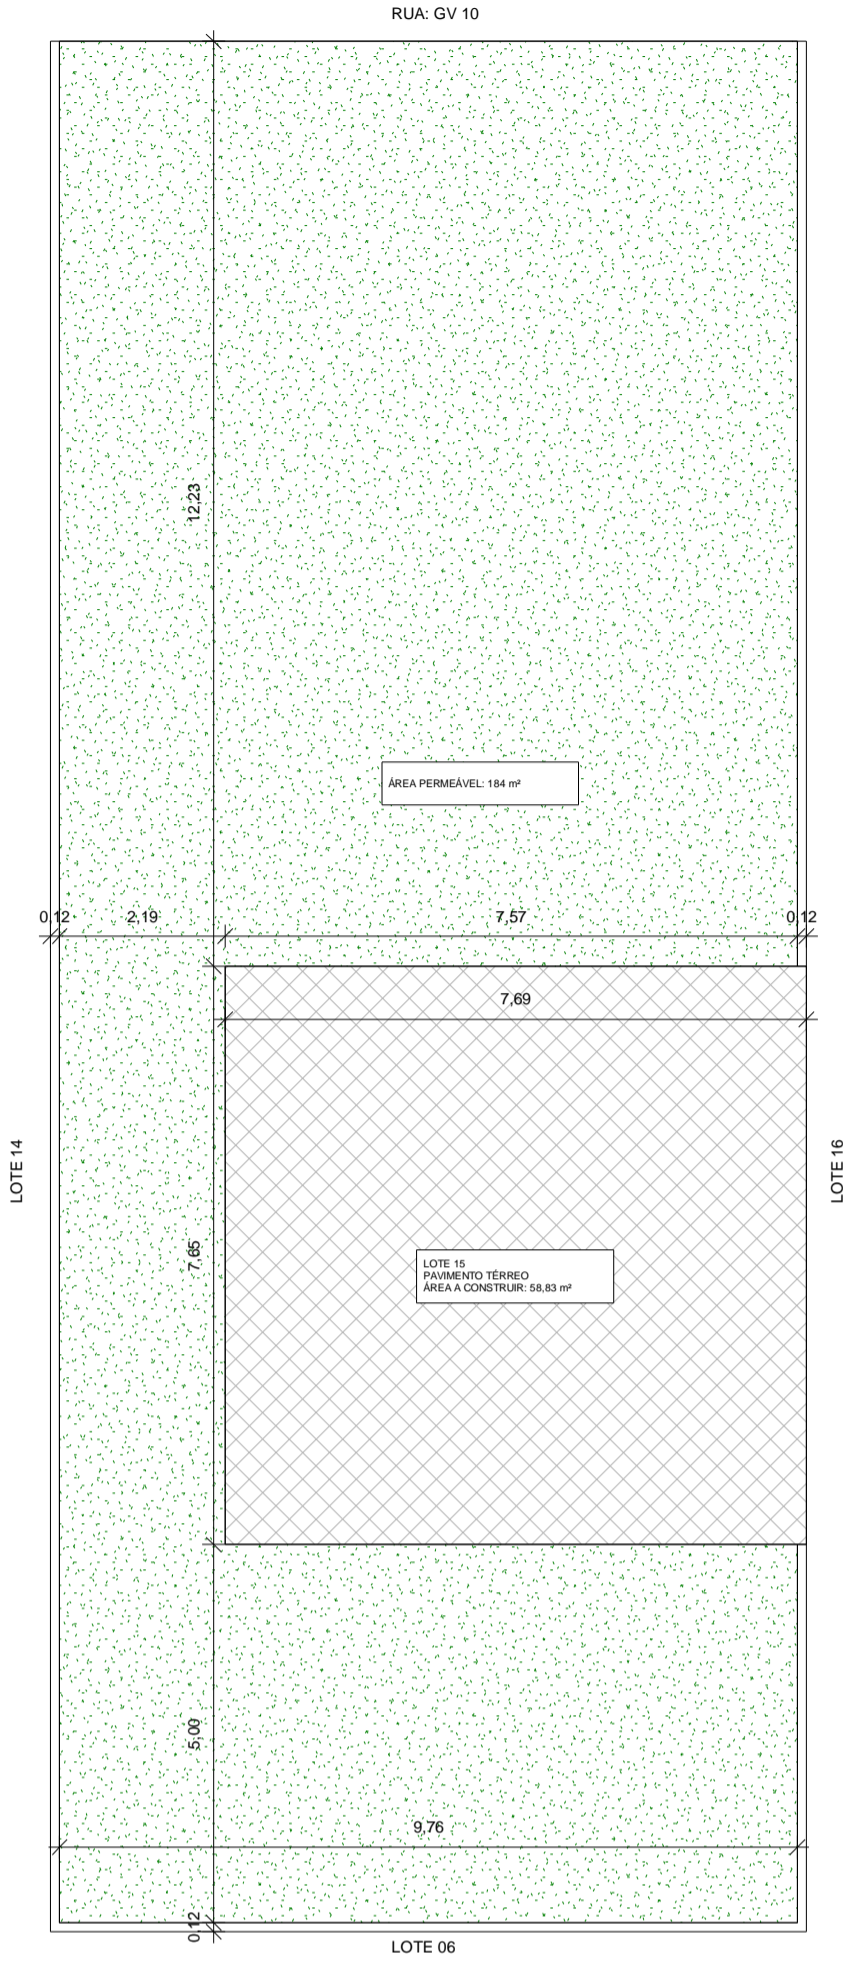 RUA: GV 10
12,23
ÁREA PERMEÁVEL: 184 m²
0,12
2,19
7,57
0,12
7,69
LOTE 14
LOTE 16
7,65
LOTE 15
PAVIMENTO TÉRREO
ÁREA A CONSTRUIR: 58,83 m²
5,00
9,76
0,12
LOTE 06